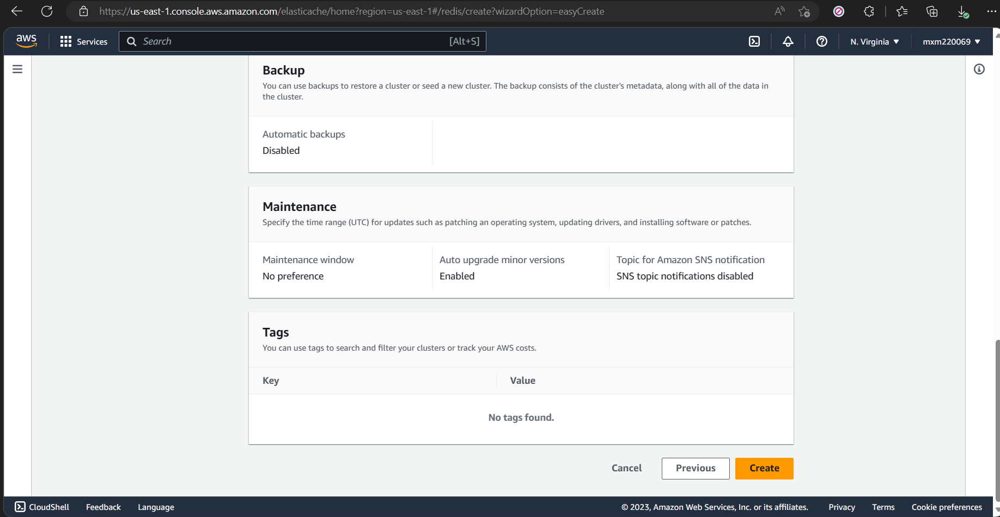 https://us-east-1.console.aws.amazon.com/elasticache/home?region=us-east-1#/redis/create?wizardOption=easyCreate
aws
Services
Search
[Alt+S]
N. Virginia
mxm220069
Backup
You can use backups to restore a cluster or seed a new cluster. The backup consists of the cluster's metadata, along with all of the data in
the cluster.
Automatic backups
Disabled
Maintenance
Specify the time range (UTC) for updates such as patching an operating system, updating drivers, and installing software or patches.
Maintenance window
No preference
Auto upgrade minor versions
Enabled
Topic for Amazon SNS notification
SNS topic notifications disabled
Tags
You can use tags to search and filter your clusters or track your AWS costs.
Key
Value
No tags found.
Cancel
Previous
Create
CloudShell
Feedback
Language
© 2023, Amazon Web Services, Inc. or its affiliates.
Privacy
Terms
Cookie preferences